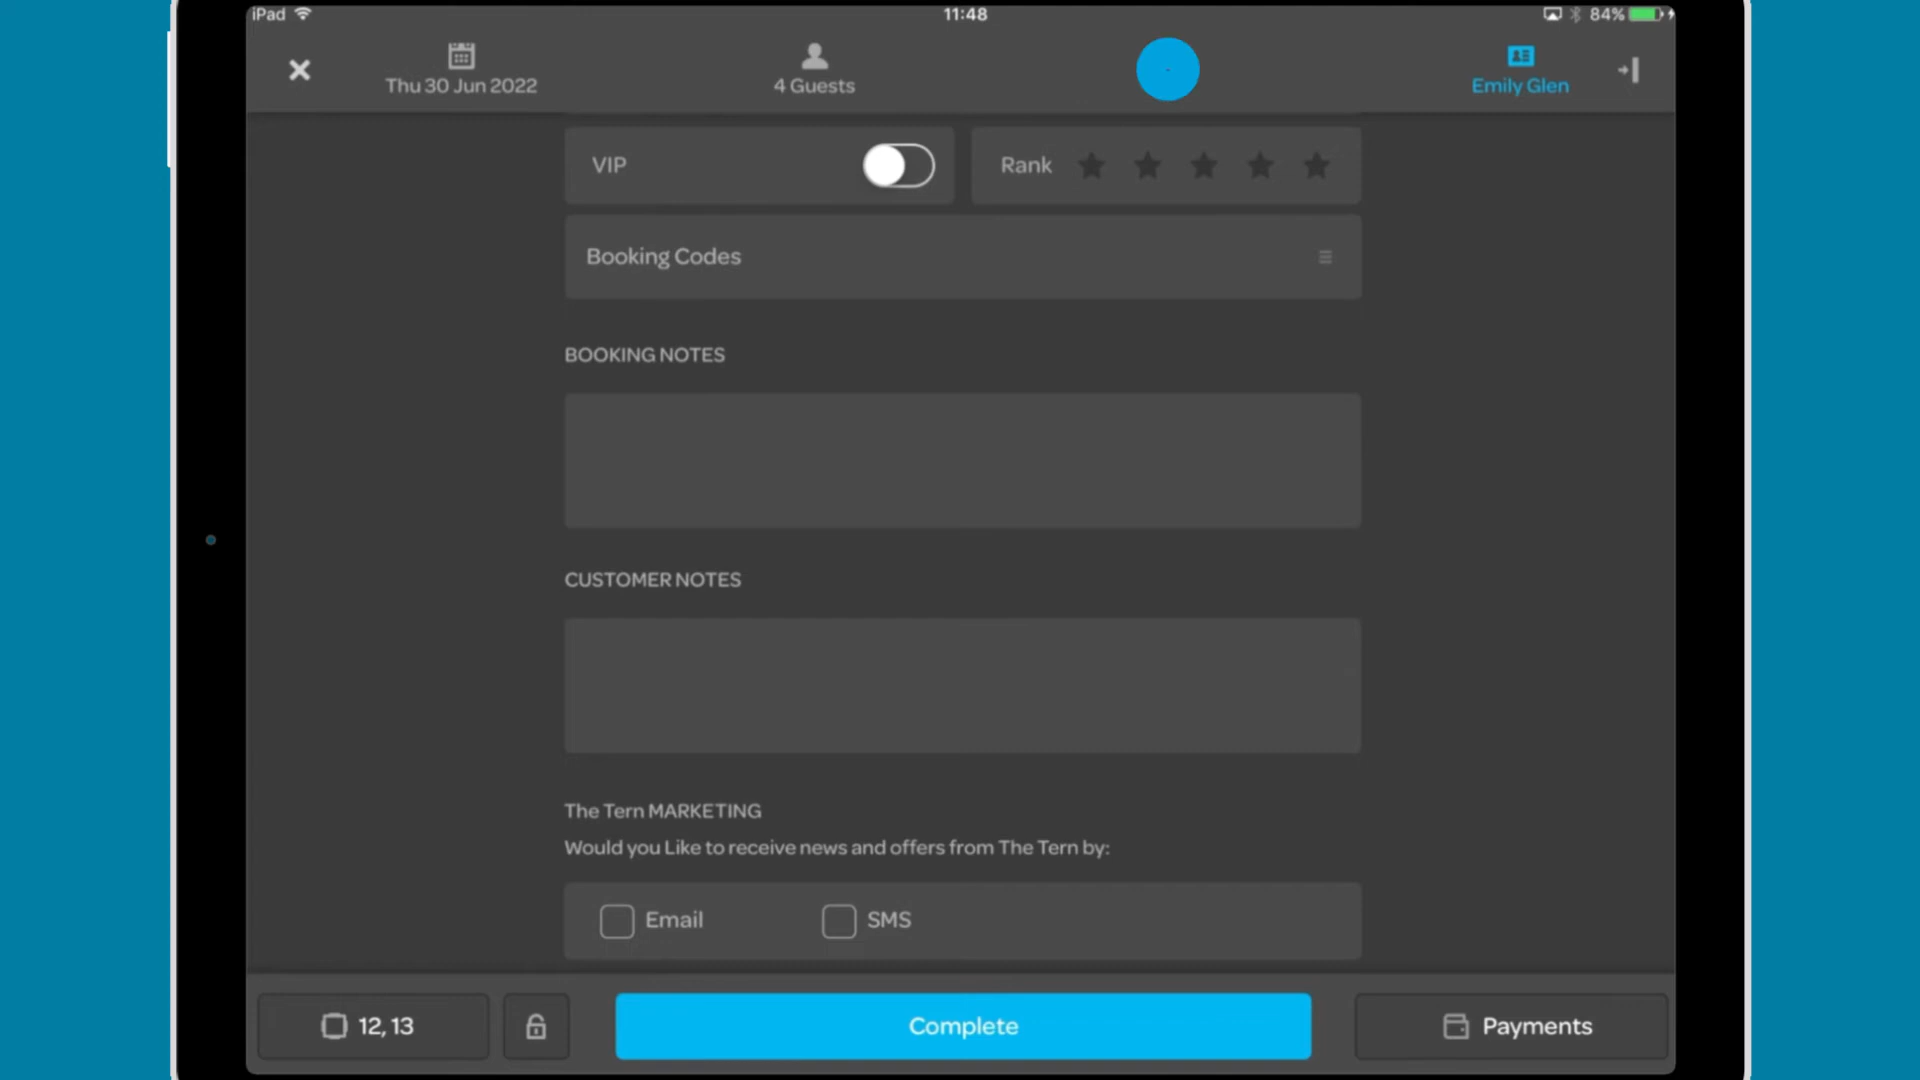 iPad 11:48 84%
Thu 30 Jun 2022
4 Guests
Emily Glen
VIP
Rank
Booking Codes
BOOKING NOTES
CUSTOMER NOTES
The Tern MARKETING
Would you Like to receive news and offers from The Tern by:
Email
SMS
12, 13
Complete
Payments